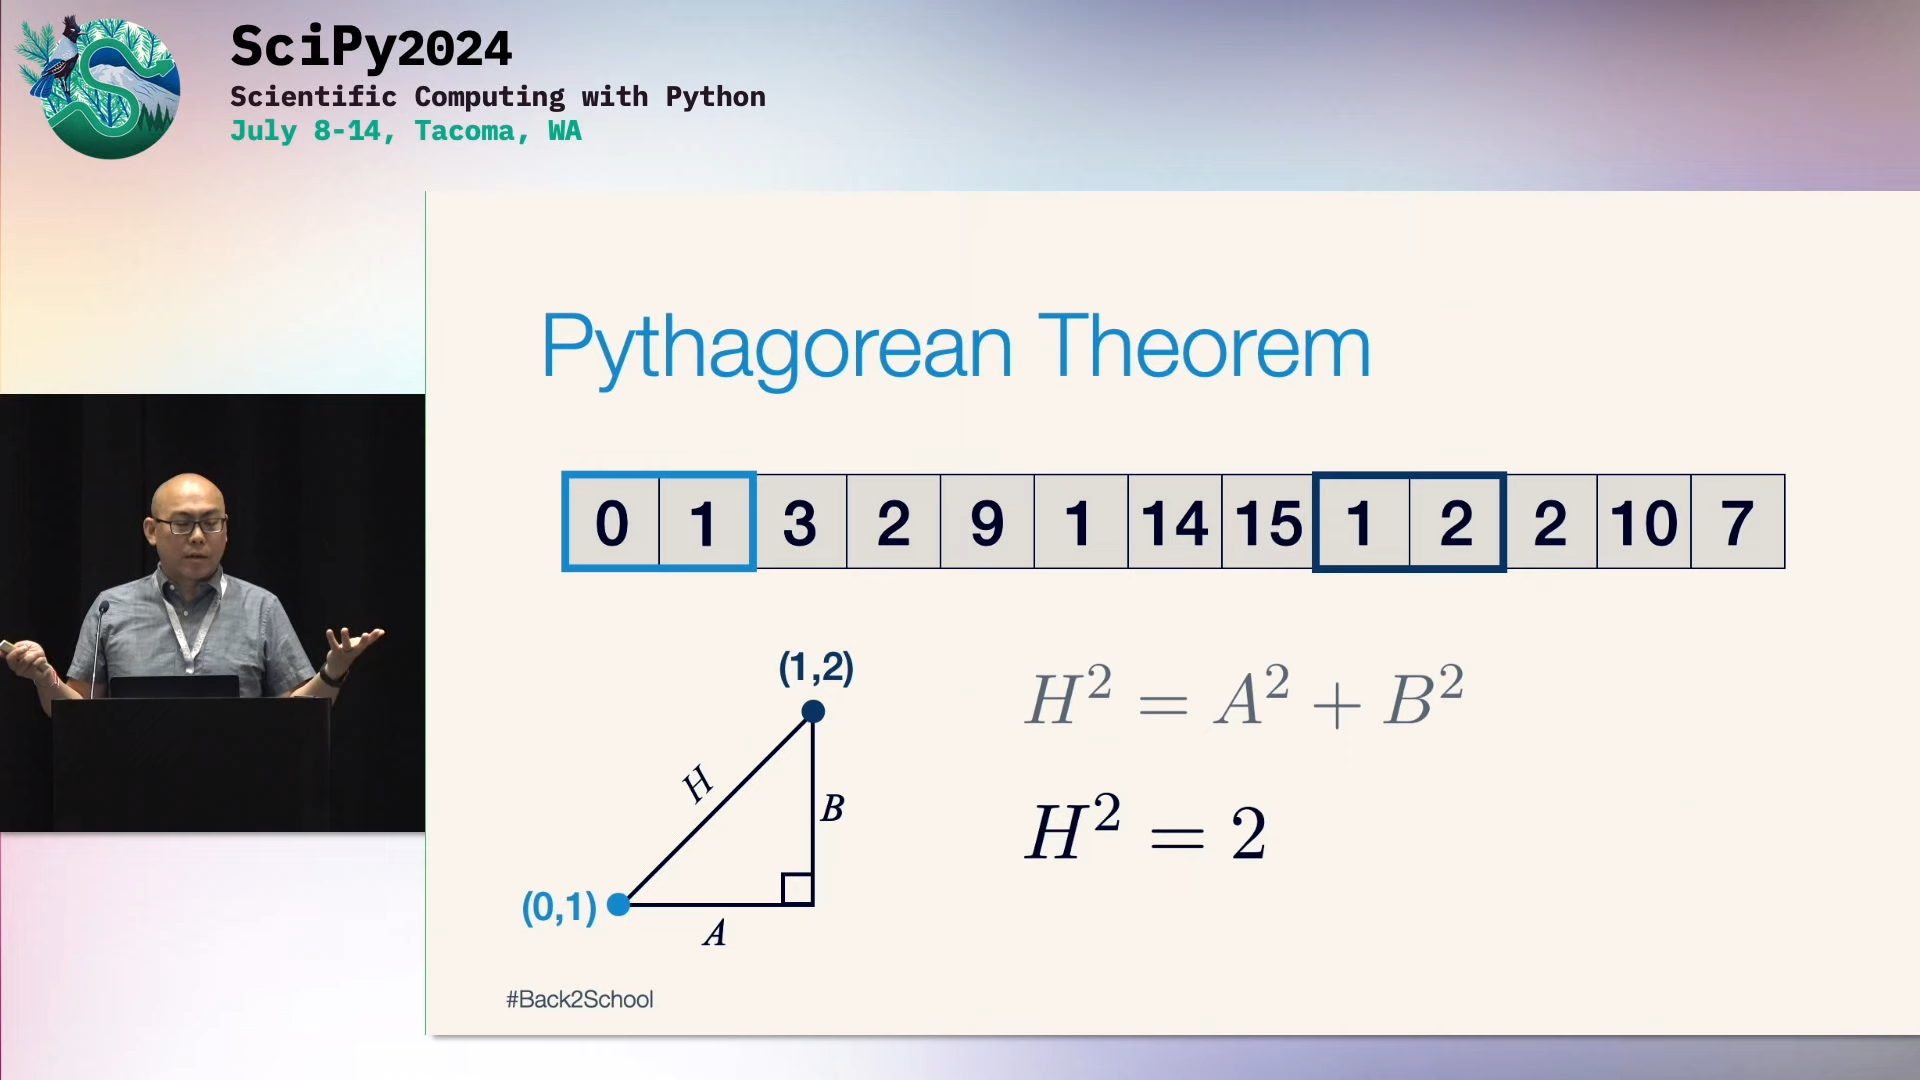 SciPy2024
Scientific Computing with Python
July 8-14, Tacoma, WA
Pythagorean Theorem
0 1 3 2 9 1 14 15 1 2 2 10 7
(1,2)
H² = A² + B²
H
B
H² = 2
(0,1)
A
#Back2School